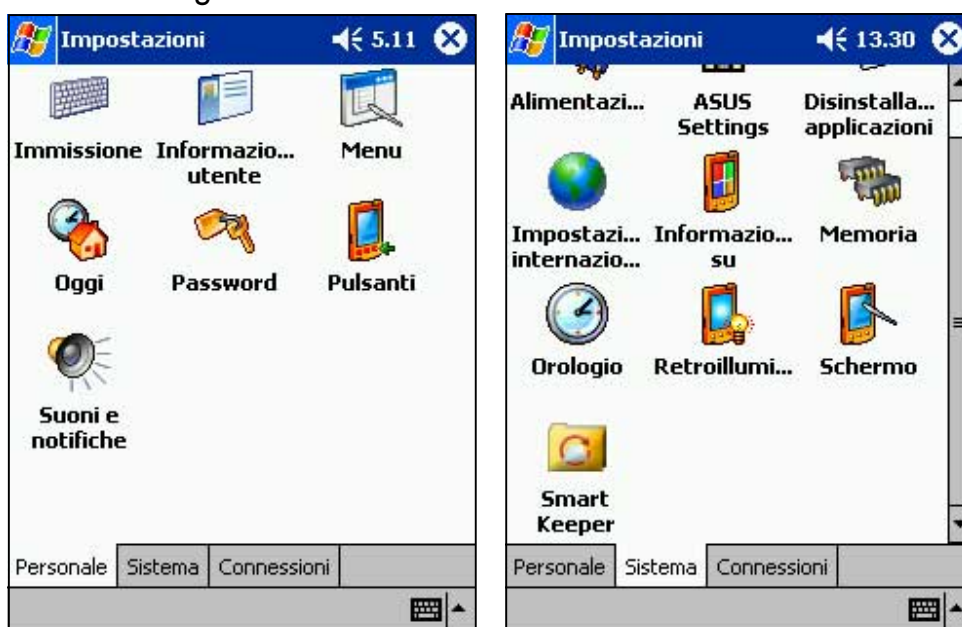 Impostazioni 5.11
Immissione Informazio... Menu
utente
Oggi Password Pulsanti
Suoni e
notifiche
Personale Sistema Connessioni
Impostazioni 13.30
Alimentazi... ASUS Disinstalla...
Settings applicazioni
Impostazi... Informazio... Memoria
internazio... su
Orologio Retroillumi... Schermo
Smart
Keeper
Personale Sistema Connessioni